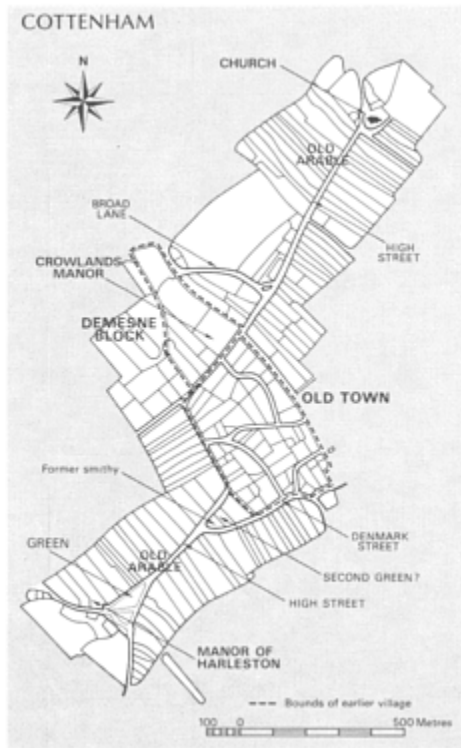 COTTENHAM
N
CHURCH
OLD
ARABLE
BROAD
LANE
HIGH
STREET
CROWLANDS
MANOR
DEMESNE
BLOCK
OLD TOWN
Former smithy
DENMARK
STREET
GREEN
OLD
ARABLE
SECOND GREEN?
HIGH STREET
MANOR OF
HARLESTON
Bounds of earlier village
100 0 500 Metres